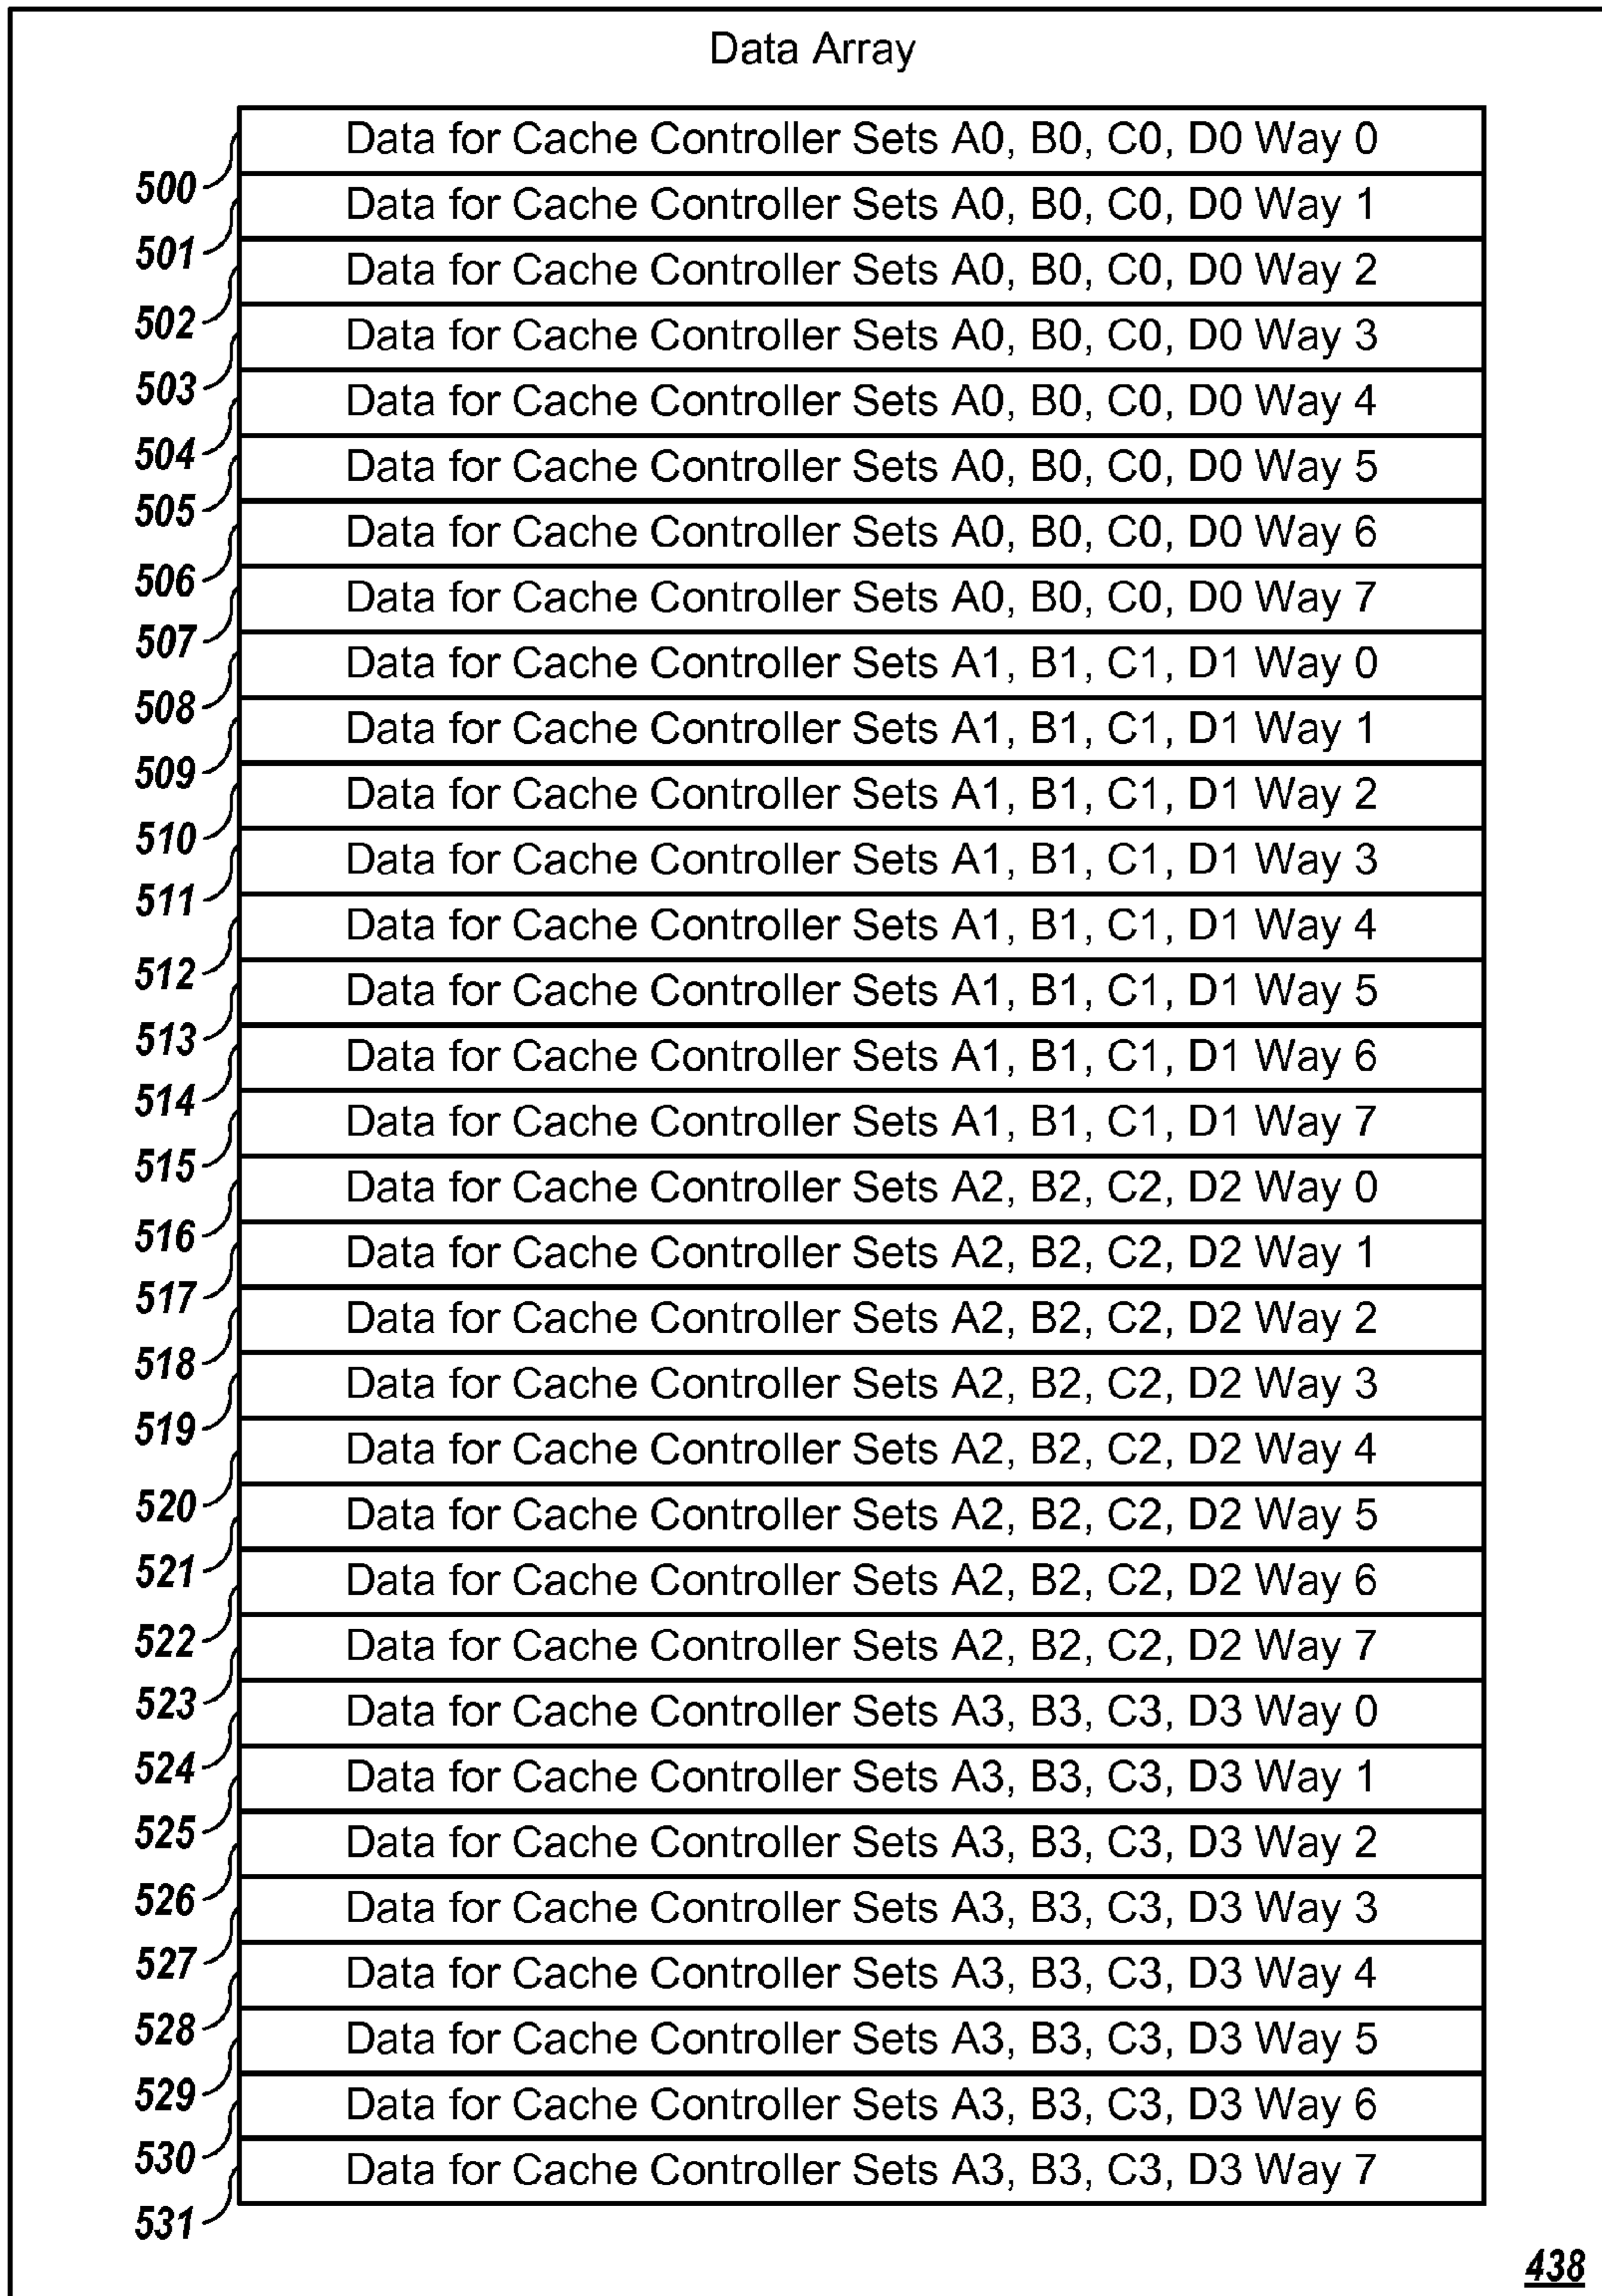 Data Array
Data for Cache Controller Sets A0, B0, C0, D0 Way 0
500
Data for Cache Controller Sets A0, B0, C0, D0 Way 1
501
Data for Cache Controller Sets A0, B0, C0, D0 Way 2
502
Data for Cache Controller Sets A0, B0, C0, D0 Way 3
503
Data for Cache Controller Sets A0, B0, C0, D0 Way 4
504
Data for Cache Controller Sets A0, B0, C0, D0 Way 5
505
Data for Cache Controller Sets A0, B0, C0, D0 Way 6
506
Data for Cache Controller Sets A0, B0, C0, D0 Way 7
507
Data for Cache Controller Sets A1, B1, C1, D1 Way 0
508
Data for Cache Controller Sets A1, B1, C1, D1 Way 1
509
Data for Cache Controller Sets A1, B1, C1, D1 Way 2
510
Data for Cache Controller Sets A1, B1, C1, D1 Way 3
511
Data for Cache Controller Sets A1, B1, C1, D1 Way 4
512
Data for Cache Controller Sets A1, B1, C1, D1 Way 5
513
Data for Cache Controller Sets A1, B1, C1, D1 Way 6
514
Data for Cache Controller Sets A1, B1, C1, D1 Way 7
515
Data for Cache Controller Sets A2, B2, C2, D2 Way 0
516
Data for Cache Controller Sets A2, B2, C2, D2 Way 1
517
Data for Cache Controller Sets A2, B2, C2, D2 Way 2
518
Data for Cache Controller Sets A2, B2, C2, D2 Way 3
519
Data for Cache Controller Sets A2, B2, C2, D2 Way 4
520
Data for Cache Controller Sets A2, B2, C2, D2 Way 5
521
Data for Cache Controller Sets A2, B2, C2, D2 Way 6
522
Data for Cache Controller Sets A2, B2, C2, D2 Way 7
523
Data for Cache Controller Sets A3, B3, C3, D3 Way 0
524
Data for Cache Controller Sets A3, B3, C3, D3 Way 1
525
Data for Cache Controller Sets A3, B3, C3, D3 Way 2
526
Data for Cache Controller Sets A3, B3, C3, D3 Way 3
527
Data for Cache Controller Sets A3, B3, C3, D3 Way 4
528
Data for Cache Controller Sets A3, B3, C3, D3 Way 5
529
Data for Cache Controller Sets A3, B3, C3, D3 Way 6
530
Data for Cache Controller Sets A3, B3, C3, D3 Way 7
531
438